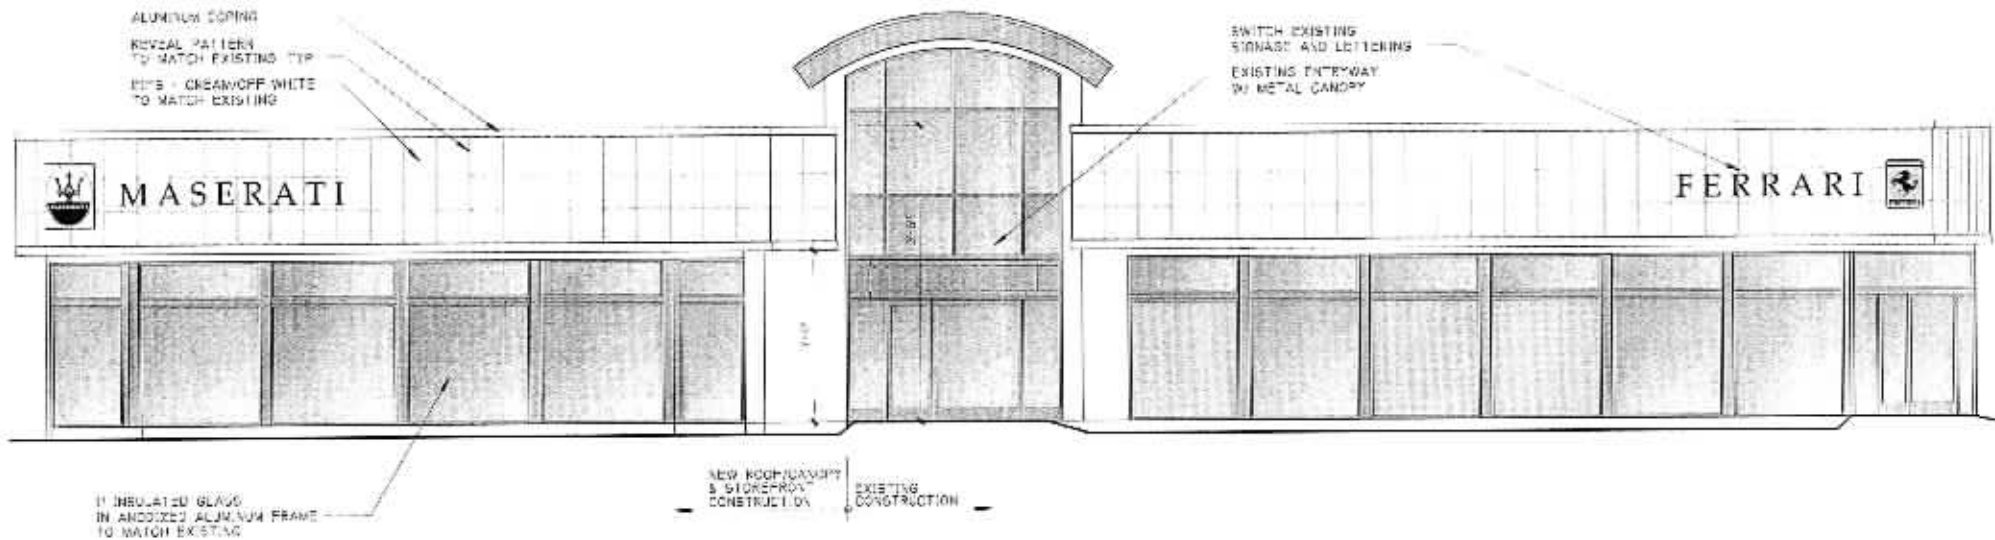 ALUMINUM COPING
REVEAL PATTERN
TO MATCH EXISTING TYP
EIFS - CREAM/OFF WHITE
TO MATCH EXISTING
SWITCH EXISTING
SIGNAGE AND LETTERING
EXISTING ENTRYWAY
W/ METAL CANOPY
MASERATI
FERRARI
NEW ROOF/CANOPY
& STOREFRONT
CONSTRUCTION
EXISTING
CONSTRUCTION
1" INSULATED GLASS
IN ANODIZED ALUMINUM FRAME
TO MATCH EXISTING